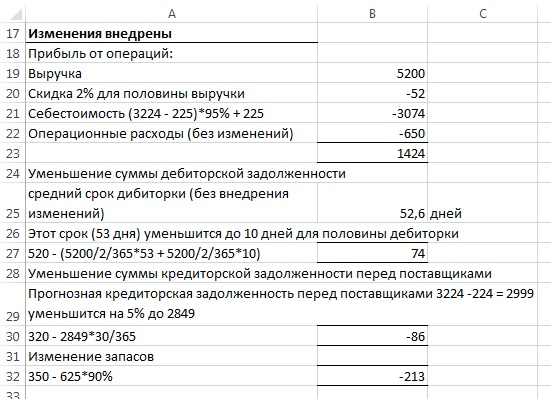 A B C
17 Изменения внедрены
18 Прибыль от операций:
19 Выручка 5200
20 Скидка 2% для половины выручки -52
21 Себестоимость (3224 - 225)*95% + 225 -3074
22 Операционные расходы (без изменений) -650
23 1424
24 Уменьшение суммы дебиторской задолженности
средний срок дибиторки (без внедрения
25 изменений) 52,6 дней
26 Этот срок (53 дня) уменьшится до 10 дней для половины дебиторки
27 520 - (5200/2/365*53 + 5200/2/365*10) 74
28 Уменьшение суммы кредиторской задолженности перед поставщиками
Прогнозная кредиторская задолженность перед поставщиками 3224 -224 = 2999
29 уменьшится на 5% до 2849
30 320 - 2849*30/365 -86
31 Изменение запасов
32 350 - 625*90% -213
33